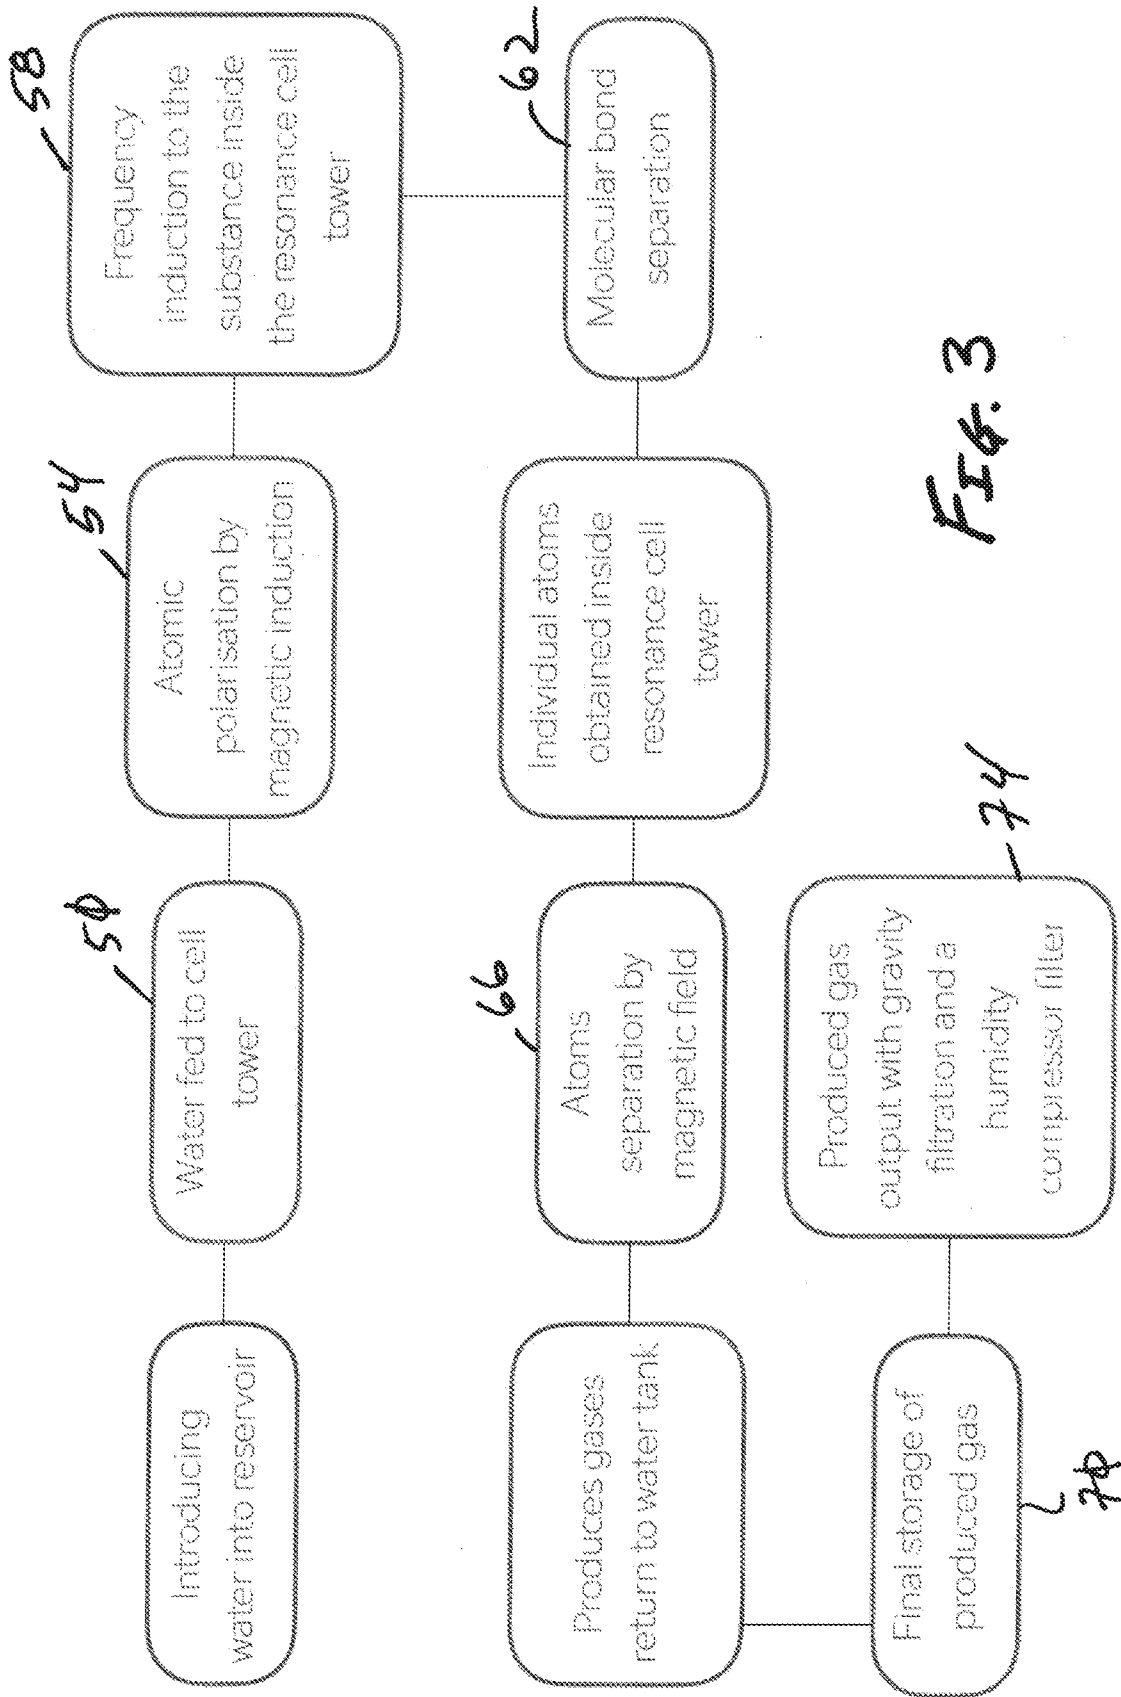 Introducing
water into reservoir
50
Water fed to cell
tower
54
Atomic
polarisation by
magnetic induction
58
Frequency
induction to the
substance inside
the resonance cell
tower
62
Molecular bond
separation
Individual atoms
obtained inside
resonance cell
tower
66
Atoms
separation by
magnetic field
Produces gases
return to water tank
70
Final storage of
produced gas
74
Produced gas
output with gravity
filtration and a
humidity
compressor filter
FIG. 3